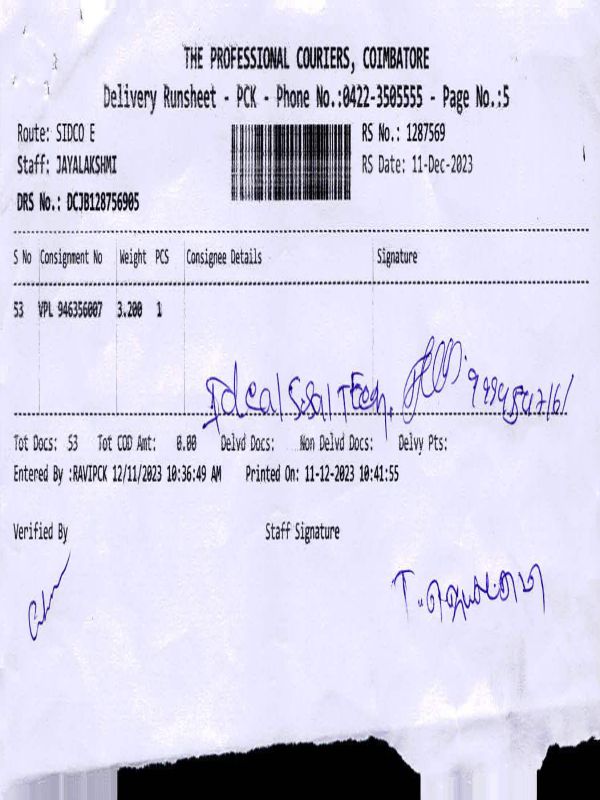 THE PROFESSIONAL COURIERS, COIMBATORE
Delivery Runsheet - PCK - Phone No.:0422-3505555 - Page No.:5
Route: SIDCO E
RS No.: 1287569
Staff: JAYALAKSHMI
RS Date: 11-Dec-2023
DRS No.: DCJB128756905
S No Consignment No Weight PCS Consignee Details Signature
53 VPL 946356007 3.200 1
Ideal
Tot Docs: 53 Tot COD Amt: 0.00 Delvd Docs: Non Delvd Docs: Delvy Pts:
Entered By :RAVIPCK 12/11/2023 10:36:49 AM Printed On: 11-12-2023 10:41:55
Verified By Staff Signature